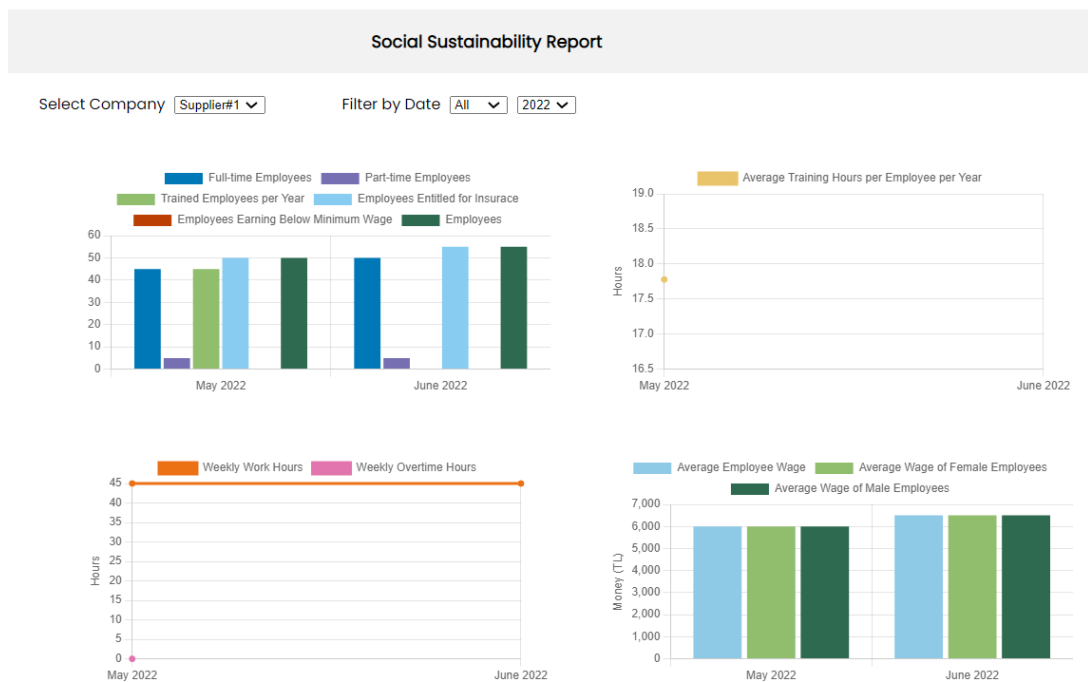 Social Sustainability Report
Select Company Supplier#1 Filter by Date All 2022
Full-time Employees Part-time Employees
Trained Employees per Year Employees Entitled for Insurace
Employees Earning Below Minimum Wage Employees
60
50
40
30
20
10
0
May 2022 June 2022
Average Training Hours per Employee per Year
19.0
18.5
18.0
17.5
17.0
16.5
Hours
May 2022 June 2022
Weekly Work Hours Weekly Overtime Hours
45
40
35
30
25
20
15
10
5
0
Hours
May 2022 June 2022
Average Employee Wage Average Wage of Female Employees
Average Wage of Male Employees
7,000
6,000
5,000
4,000
3,000
2,000
1,000
0
Money (TL)
May 2022 June 2022